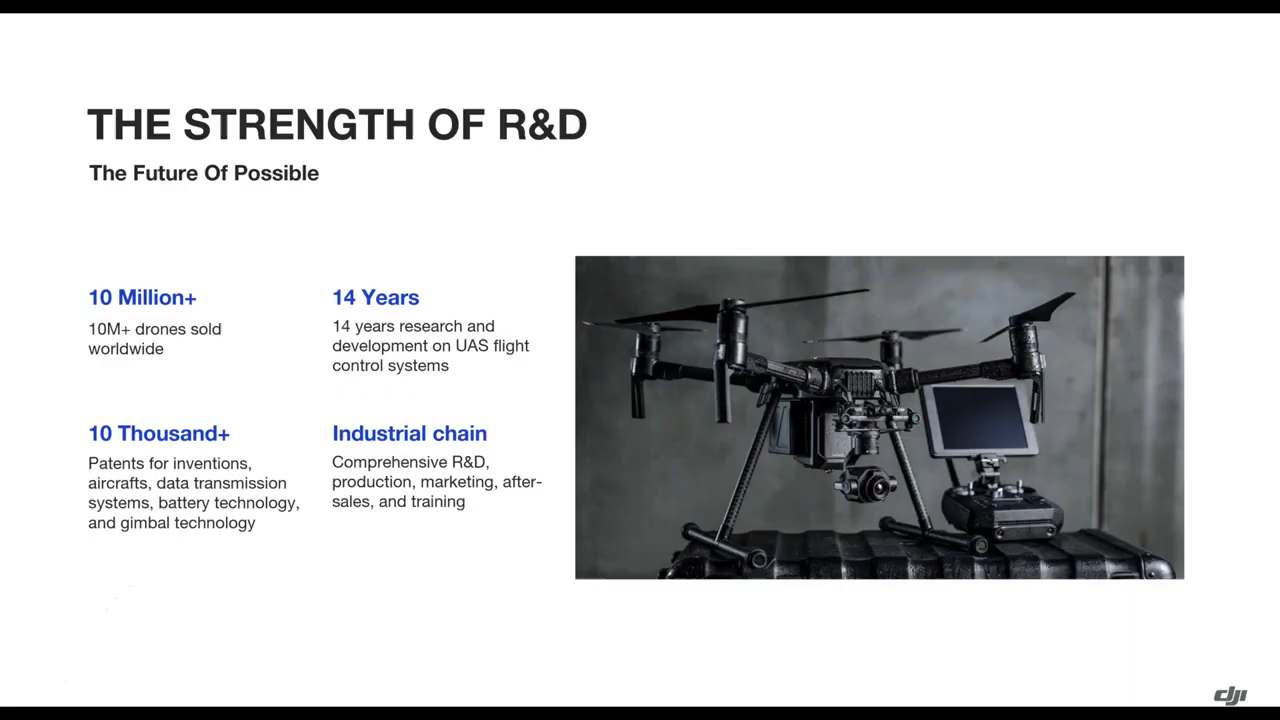 THE STRENGTH OF R&D
The Future Of Possible
10 Million+
10M+ drones sold
worldwide
14 Years
14 years research and
development on UAS flight
control systems
10 Thousand+
Patents for inventions,
aircrafts, data transmission
systems, battery technology,
and gimbal technology
Industrial chain
Comprehensive R&D,
production, marketing, after-
sales, and training
dji